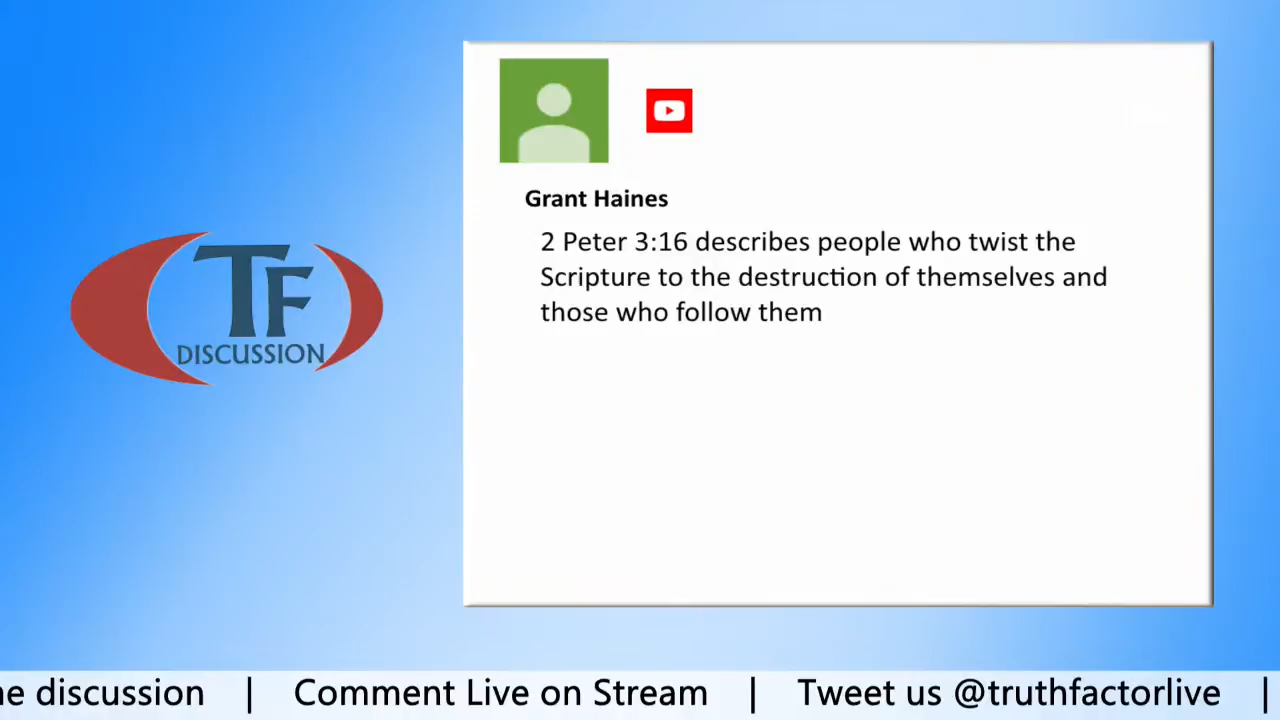 TF
DISCUSSION
Grant Haines
2 Peter 3:16 describes people who twist the
Scripture to the destruction of themselves and
those who follow them
he discussion | Comment Live on Stream | Tweet us @truthfactorlive |